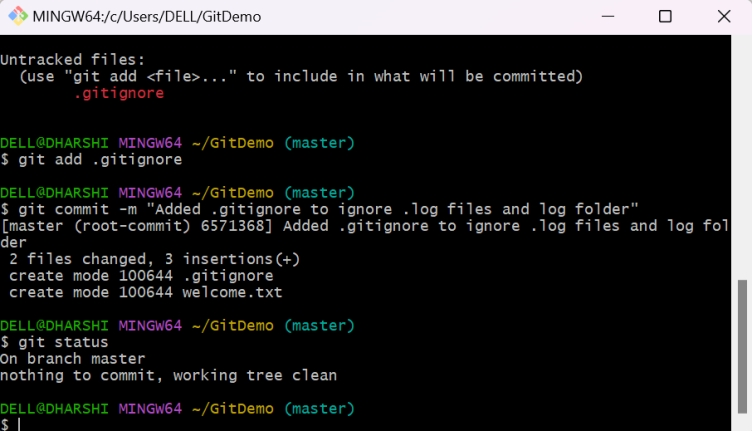 MINGW64:/c/Users/DELL/GitDemo
Untracked files:
  (use "git add <file>..." to include in what will be committed)
        .gitignore
DELL@DHARSHI MINGW64 ~/GitDemo (master)
$ git add .gitignore
DELL@DHARSHI MINGW64 ~/GitDemo (master)
$ git commit -m "Added .gitignore to ignore .log files and log folder"
[master (root-commit) 6571368] Added .gitignore to ignore .log files and log fol
der
 2 files changed, 3 insertions(+)
 create mode 100644 .gitignore
 create mode 100644 welcome.txt
DELL@DHARSHI MINGW64 ~/GitDemo (master)
$ git status
On branch master
nothing to commit, working tree clean
DELL@DHARSHI MINGW64 ~/GitDemo (master)
$